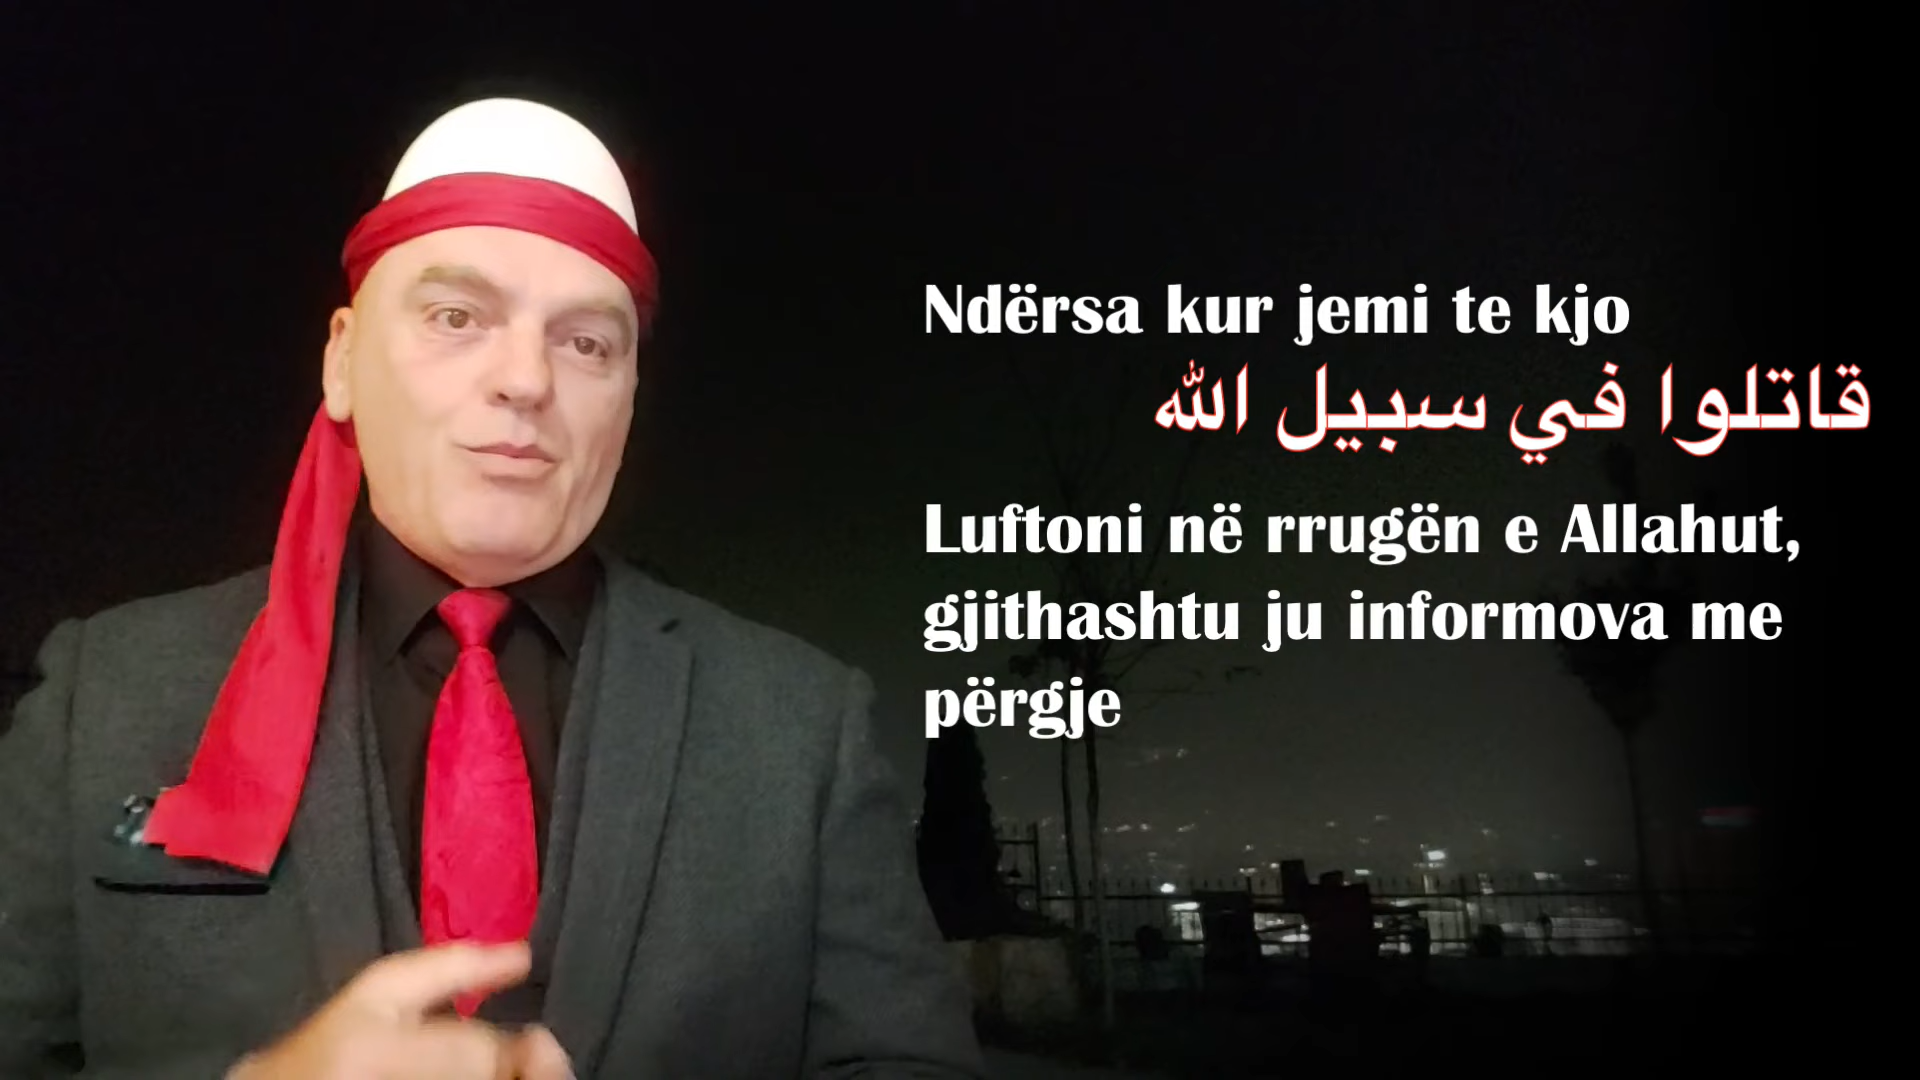 Ndërsa kur jemi te kjo
قاتلوا في سبيل الله
Luftoni në rrugën e Allahut,
gjithashtu ju informova me
përgje